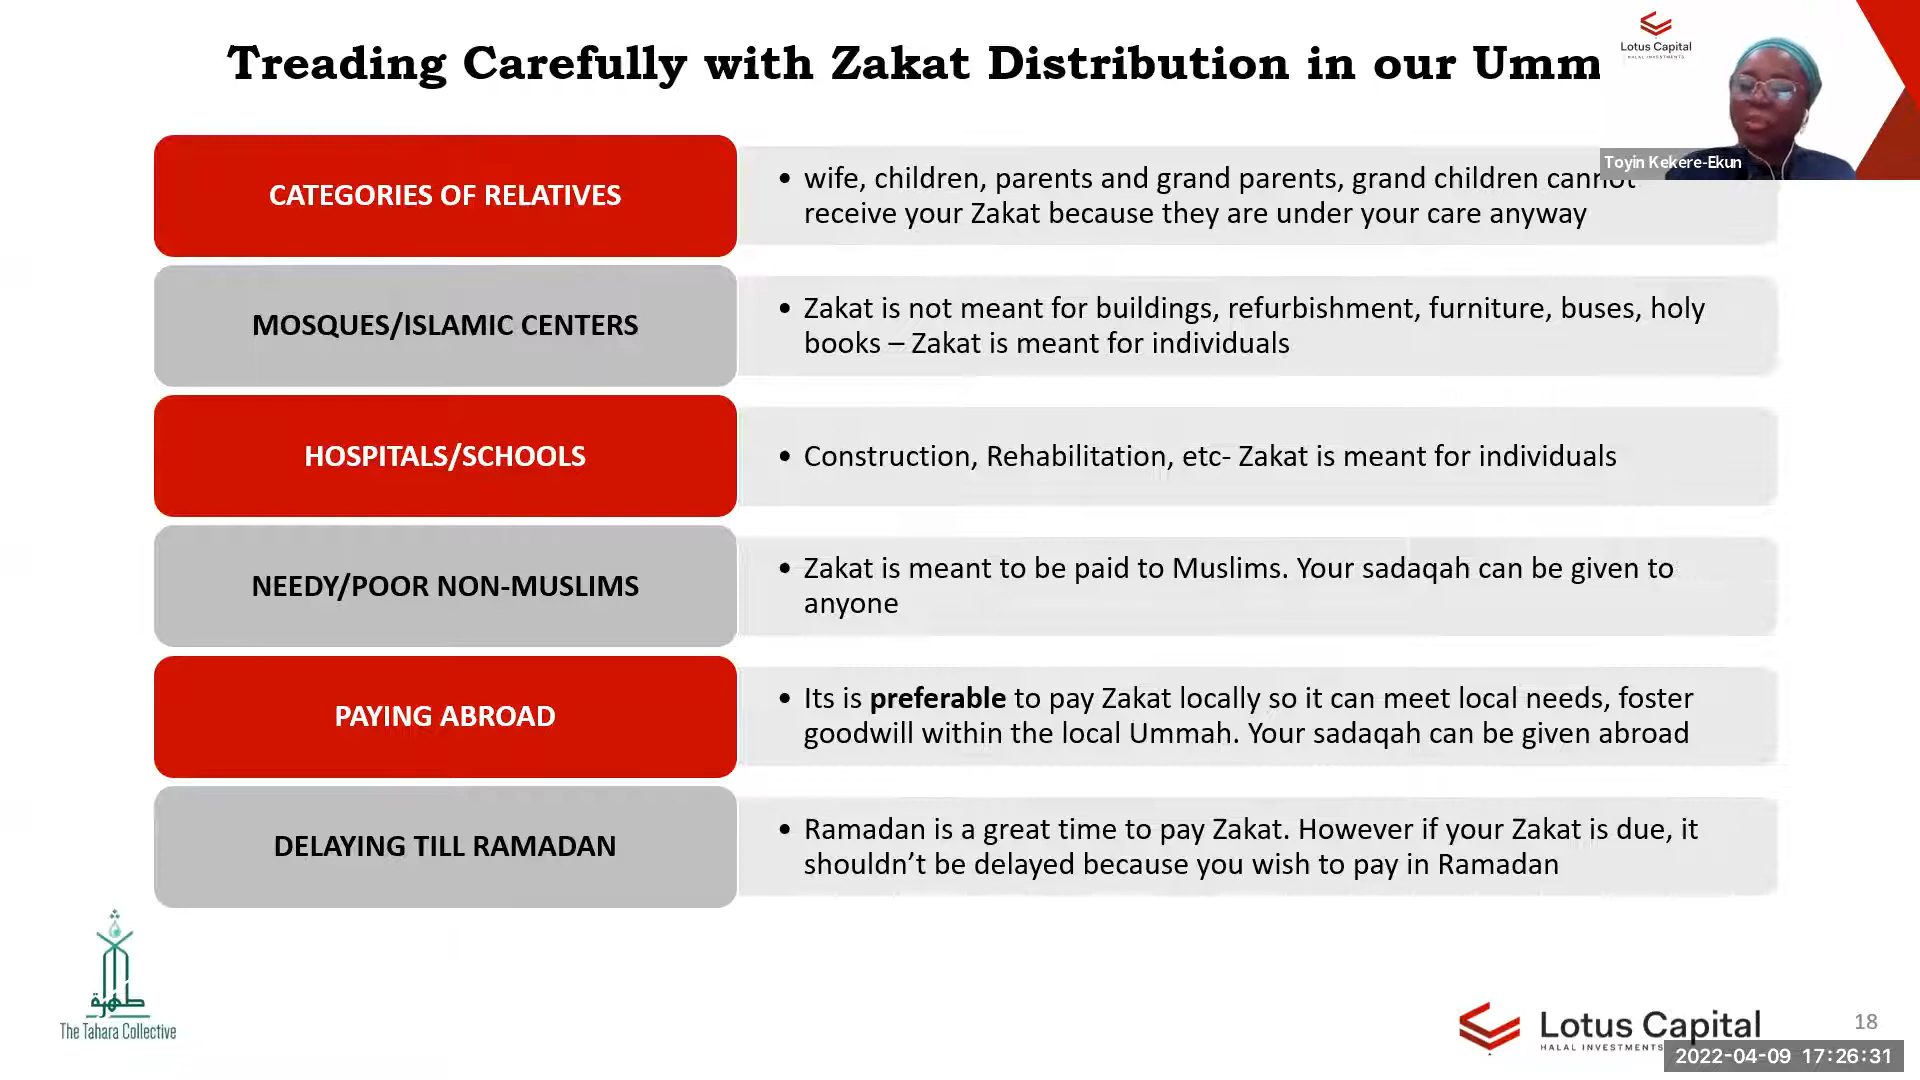 Treading Carefully with Zakat Distribution in our Umm
Lotus Capital
HALAL INVESTMENTS
Toyin Kekere-Ekun
CATEGORIES OF RELATIVES
• wife, children, parents and grand parents, grand children cannot
receive your Zakat because they are under your care anyway
MOSQUES/ISLAMIC CENTERS
• Zakat is not meant for buildings, refurbishment, furniture, buses, holy
books – Zakat is meant for individuals
HOSPITALS/SCHOOLS
• Construction, Rehabilitation, etc- Zakat is meant for individuals
NEEDY/POOR NON-MUSLIMS
• Zakat is meant to be paid to Muslims. Your sadaqah can be given to
anyone
PAYING ABROAD
• Its is preferable to pay Zakat locally so it can meet local needs, foster
goodwill within the local Ummah. Your sadaqah can be given abroad
DELAYING TILL RAMADAN
• Ramadan is a great time to pay Zakat. However if your Zakat is due, it
shouldn’t be delayed because you wish to pay in Ramadan
طهرة
The Tahara Collective
Lotus Capital
HALAL INVESTMENTS
18
2022-04-09 17:26:31